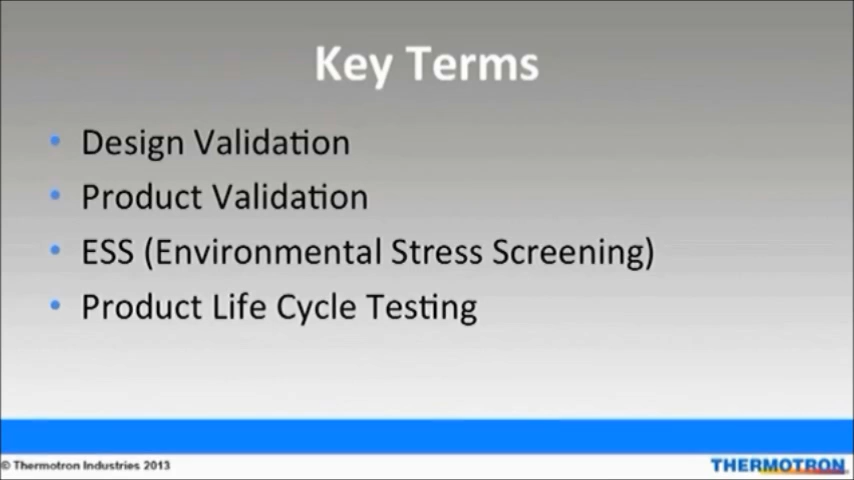 Key Terms
• Design Validation
• Product Validation
• ESS (Environmental Stress Screening)
• Product Life Cycle Testing
© Thermotron Industries 2013
THERMOTRON